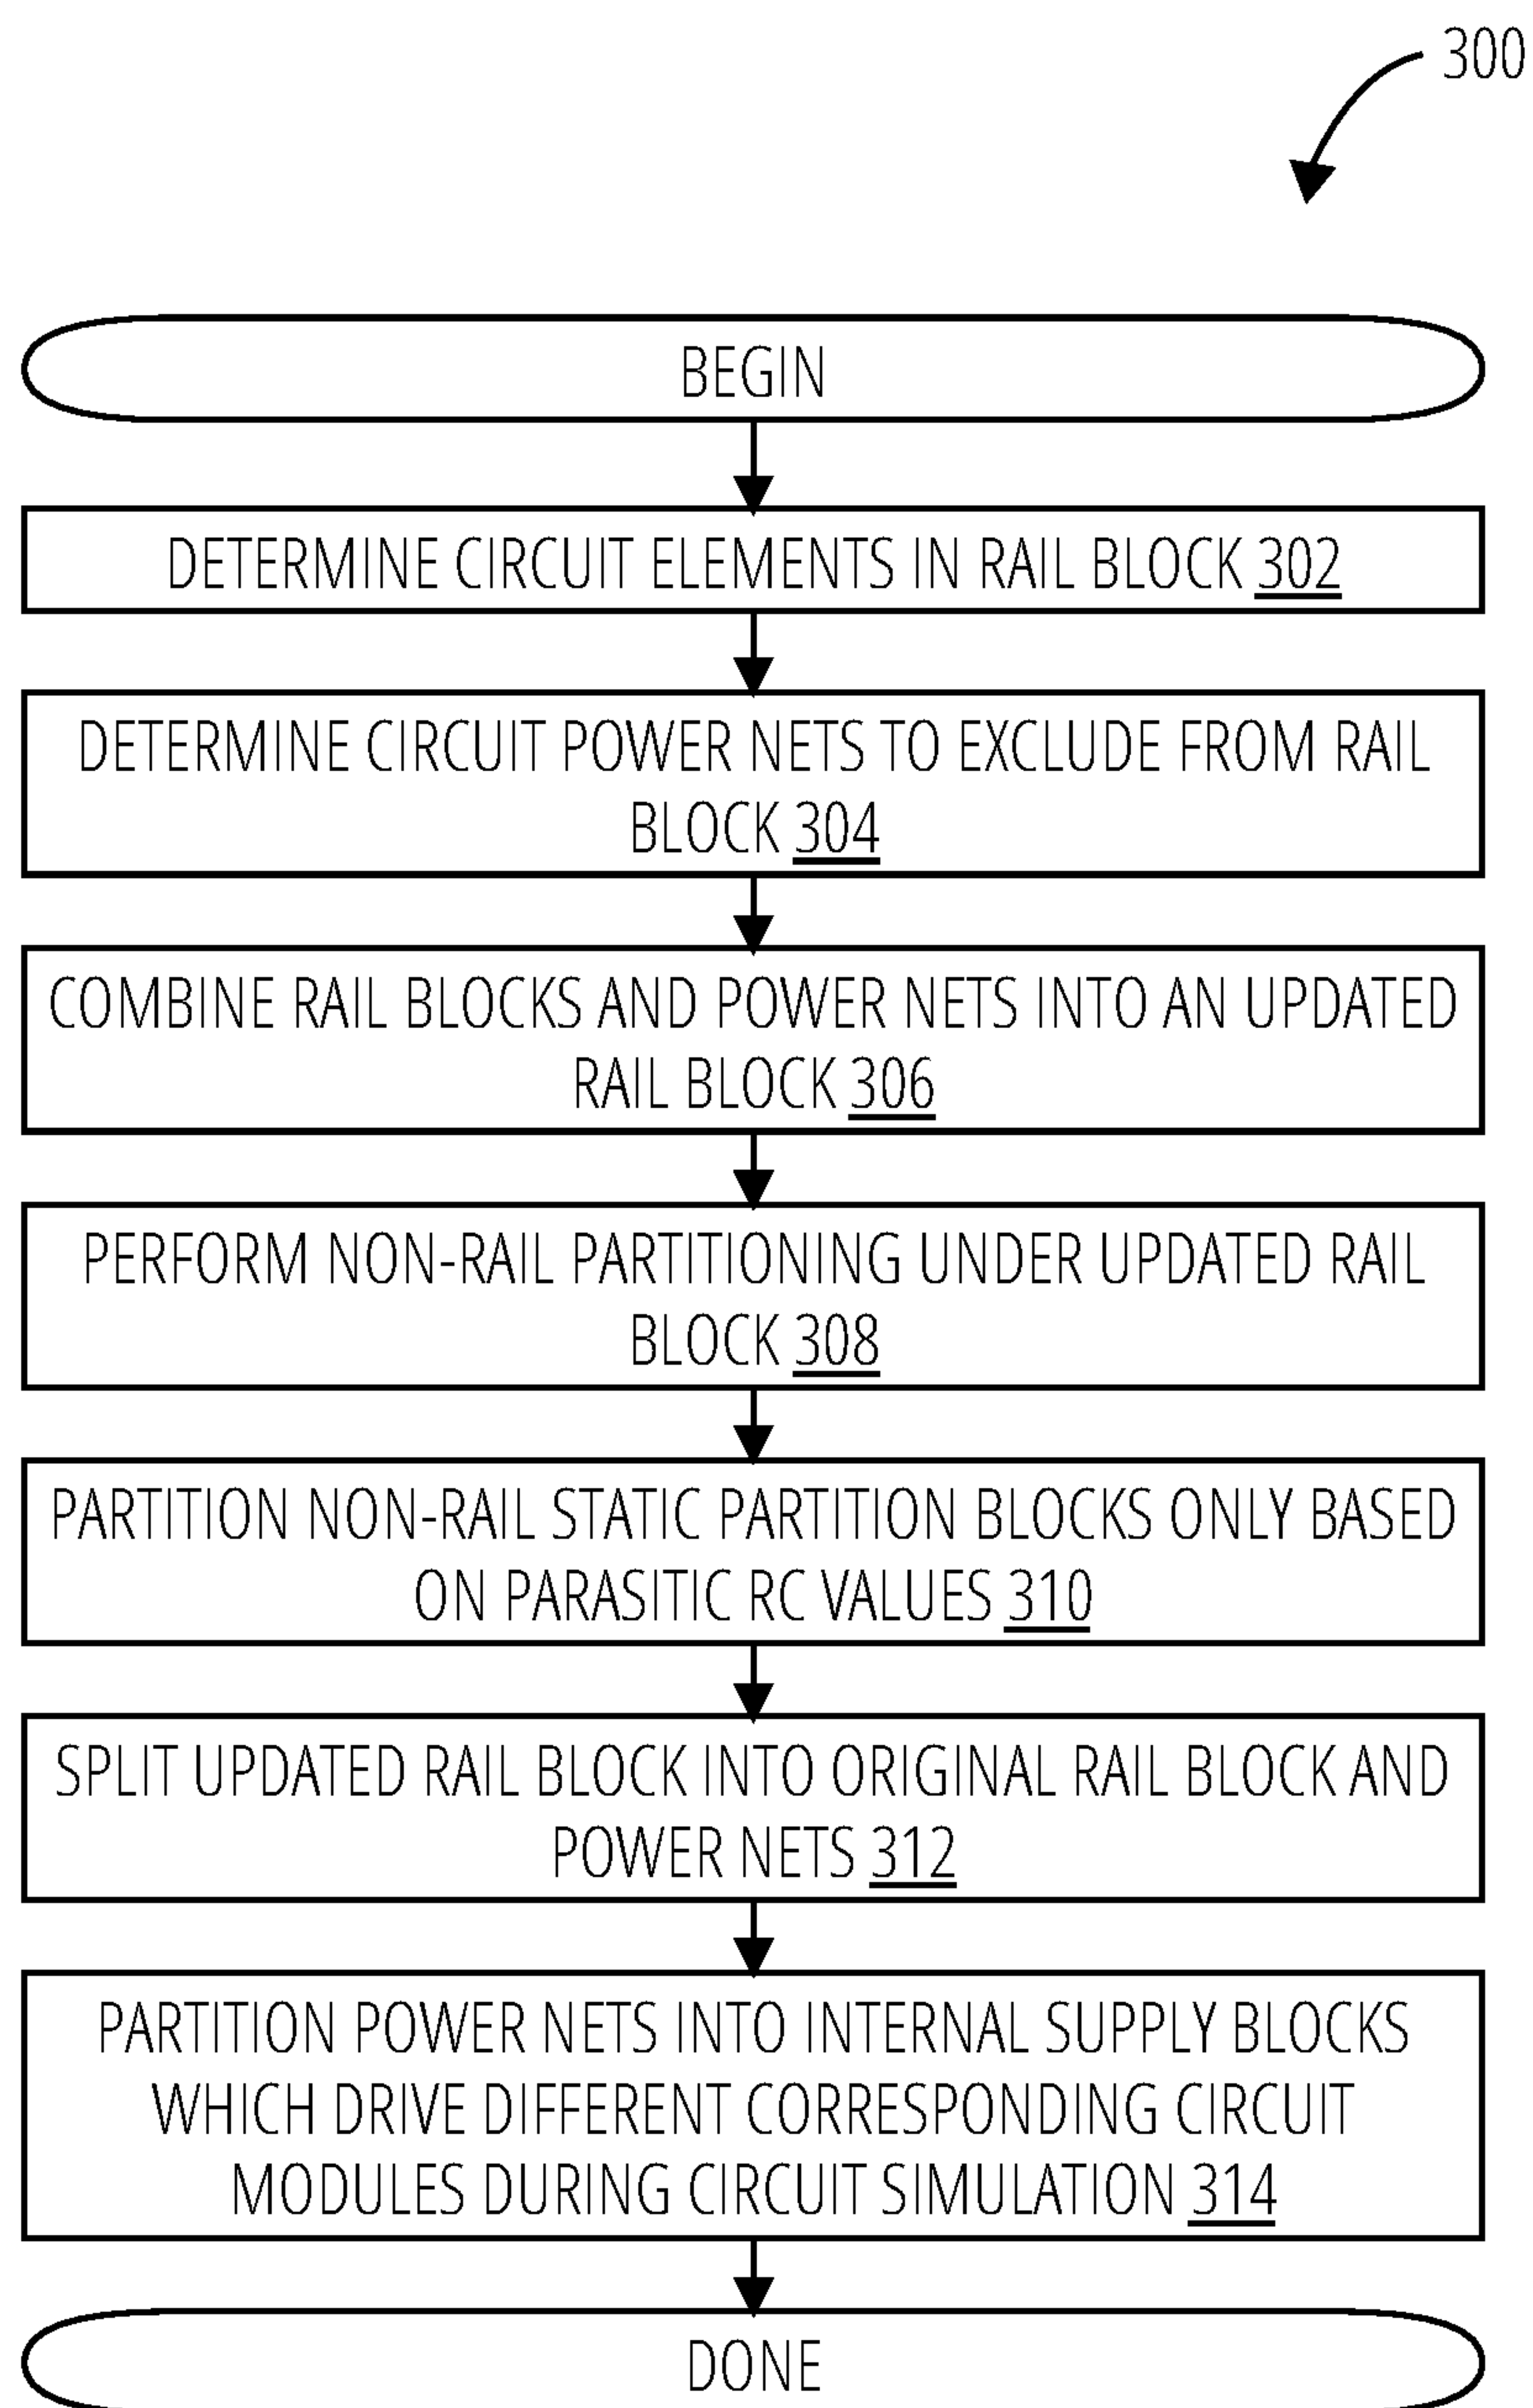 300
BEGIN
DETERMINE CIRCUIT ELEMENTS IN RAIL BLOCK 302
DETERMINE CIRCUIT POWER NETS TO EXCLUDE FROM RAIL
BLOCK 304
COMBINE RAIL BLOCKS AND POWER NETS INTO AN UPDATED
RAIL BLOCK 306
PERFORM NON-RAIL PARTITIONING UNDER UPDATED RAIL
BLOCK 308
PARTITION NON-RAIL STATIC PARTITION BLOCKS ONLY BASED
ON PARASITIC RC VALUES 310
SPLIT UPDATED RAIL BLOCK INTO ORIGINAL RAIL BLOCK AND
POWER NETS 312
PARTITION POWER NETS INTO INTERNAL SUPPLY BLOCKS
WHICH DRIVE DIFFERENT CORRESPONDING CIRCUIT
MODULES DURING CIRCUIT SIMULATION 314
DONE